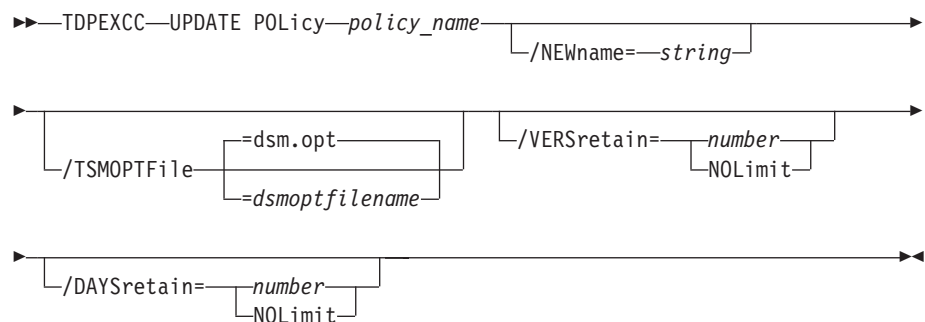 TDPEXCC UPDATE POLicy policy_name
/NEWname= string
=dsm.opt
/TSMOPTFile
=dsmoptfilename
/VERSretain= number
NOLimit
/DAYSretain= number
NOLimit